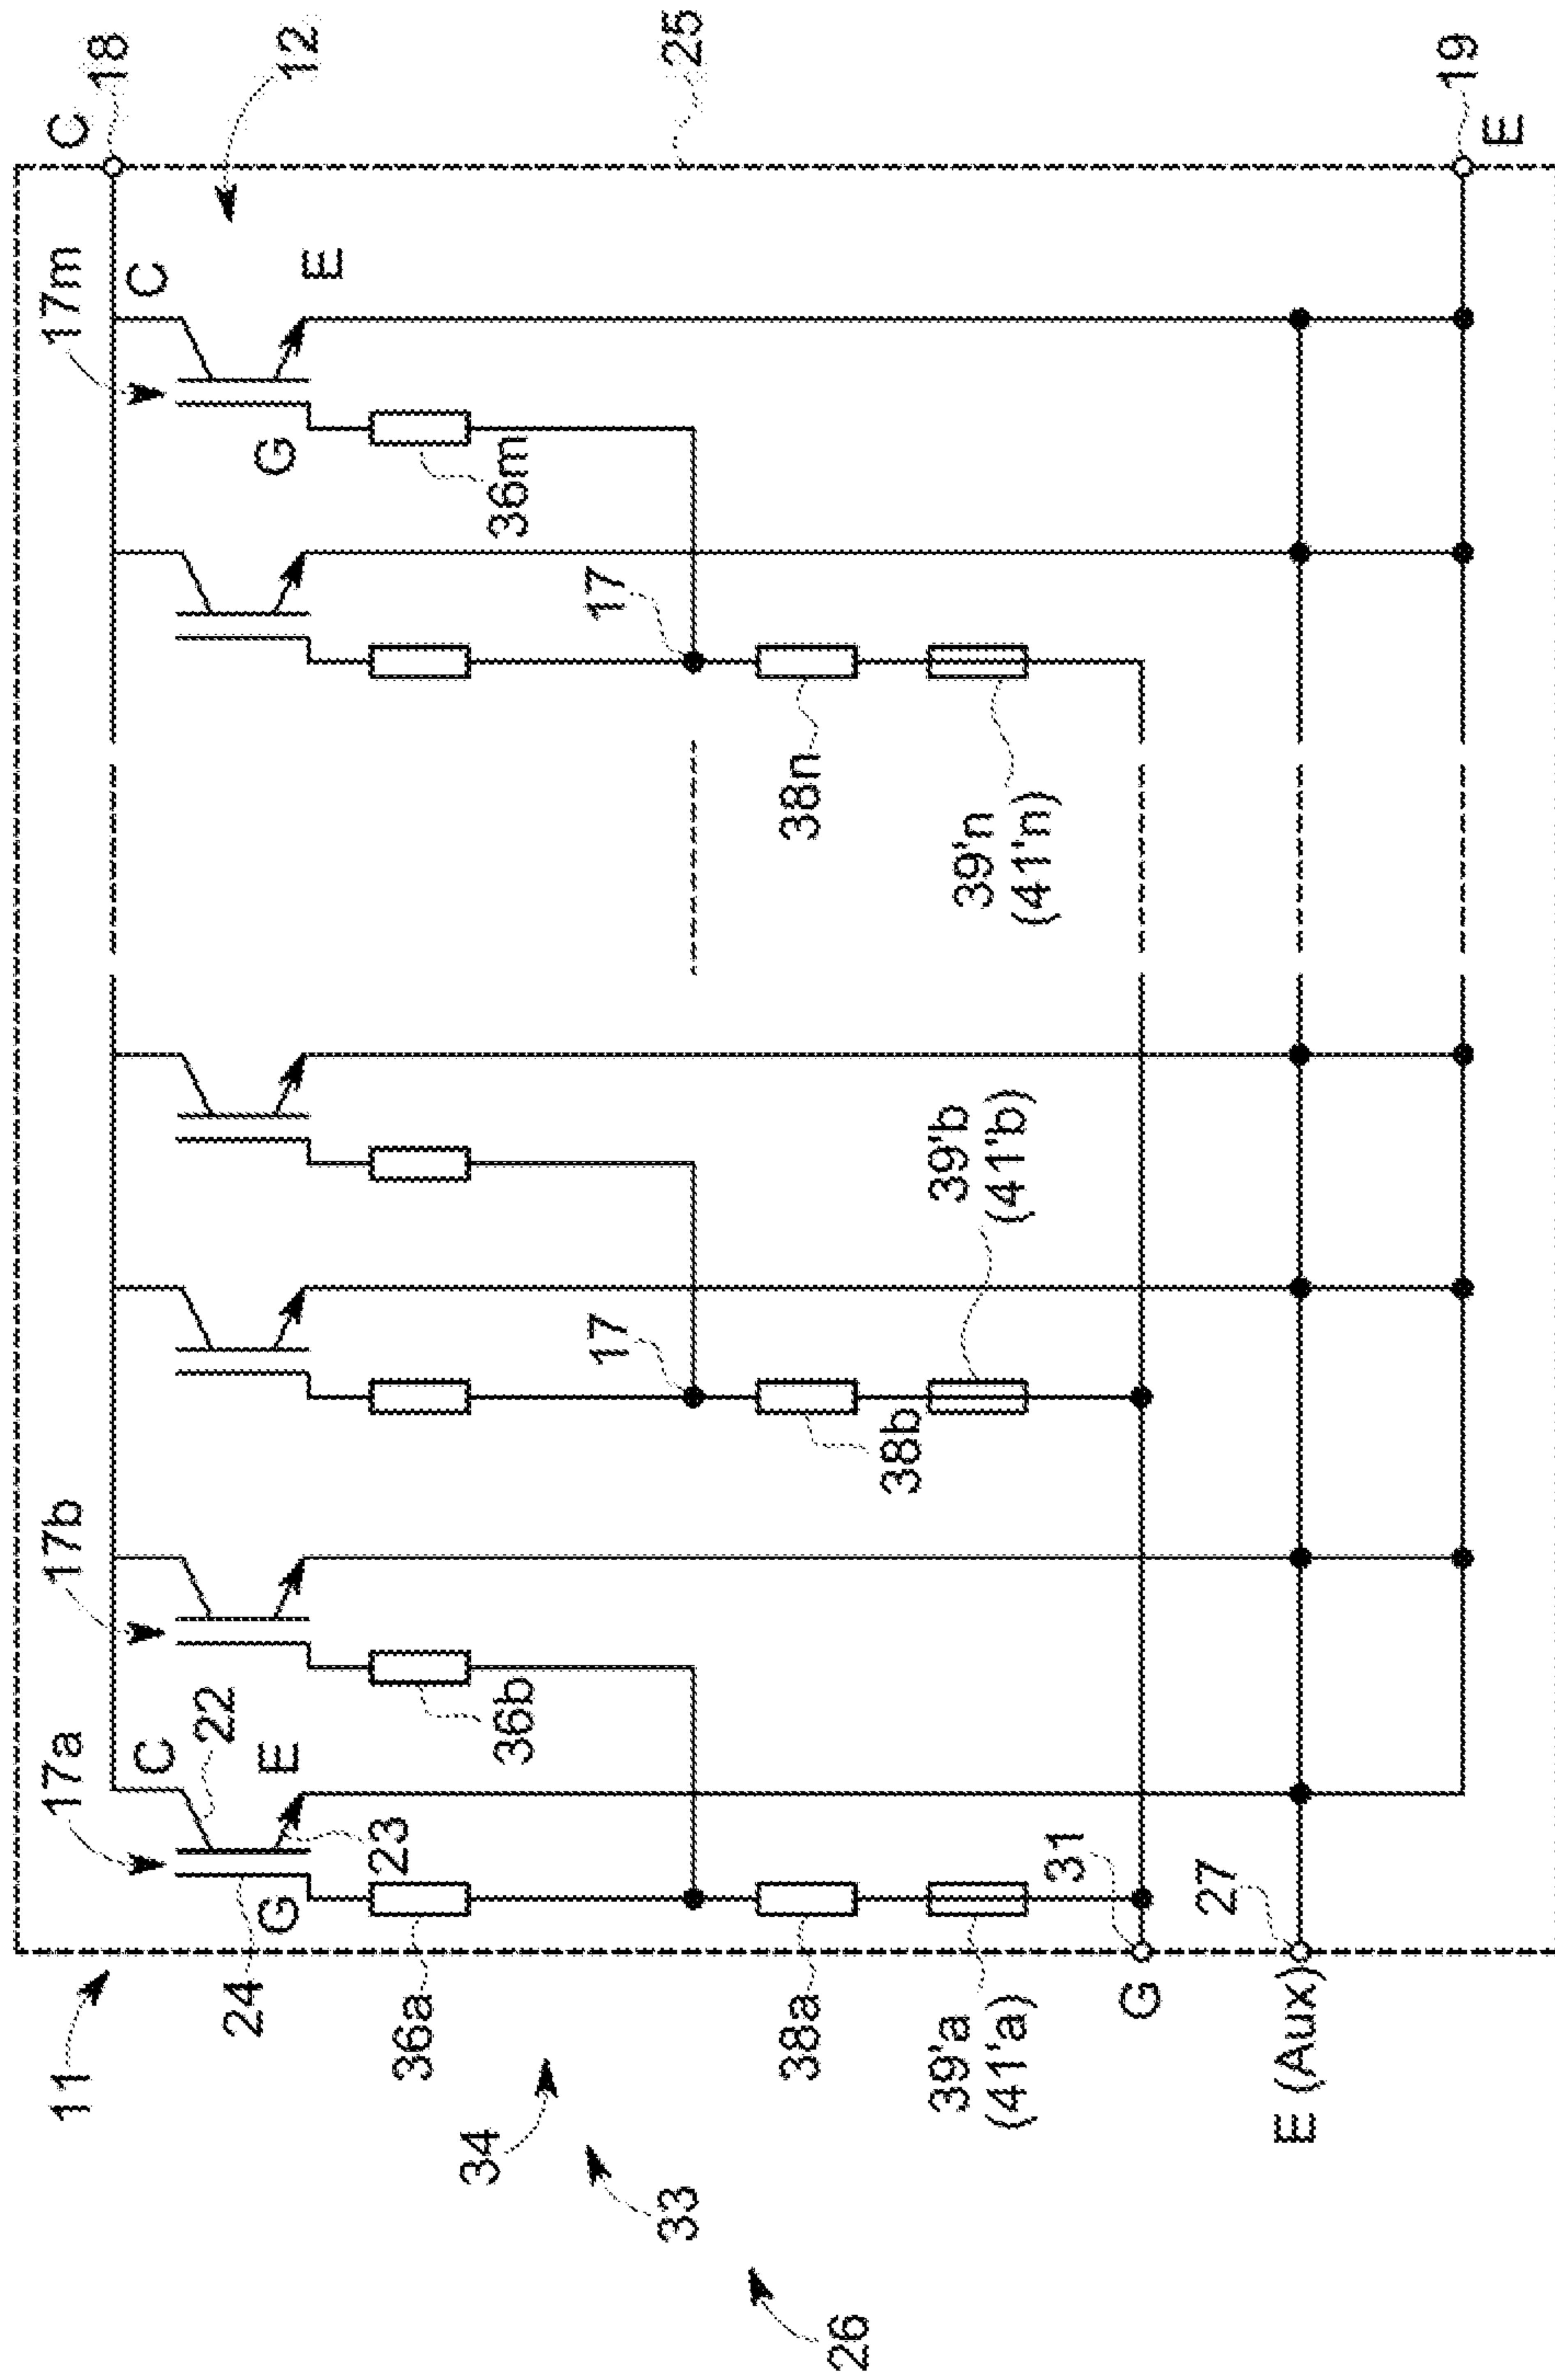 11
17a
17b
17m
C
18
12
25
C
22
E
23
G
24
36a
36b
C
E
G
36m
34
33
26
17
17
38a
38b
38n
39'a
(41'a)
39'b
(41'b)
39'n
(41'n)
31
G
27
E (Aux)
19
E